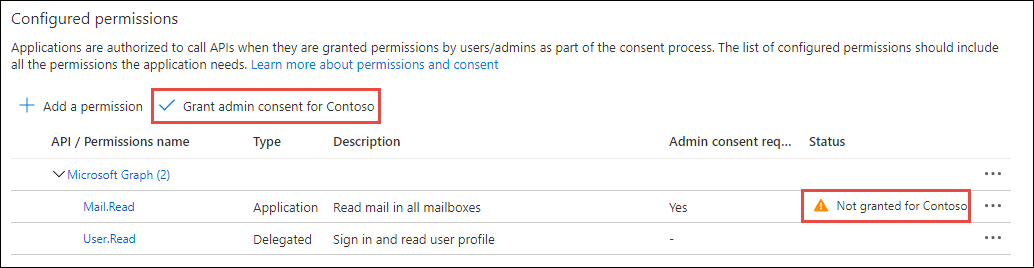 Configured permissions
Applications are authorized to call APIs when they are granted permissions by users/admins as part of the consent process. The list of configured permissions should include
all the permissions the application needs. Learn more about permissions and consent
+ Add a permission ✓ Grant admin consent for Contoso
API / Permissions name Type Description Admin consent req... Status
Microsoft Graph (2) ...
Mail.Read Application Read mail in all mailboxes Yes Not granted for Contoso ...
User.Read Delegated Sign in and read user profile - ...